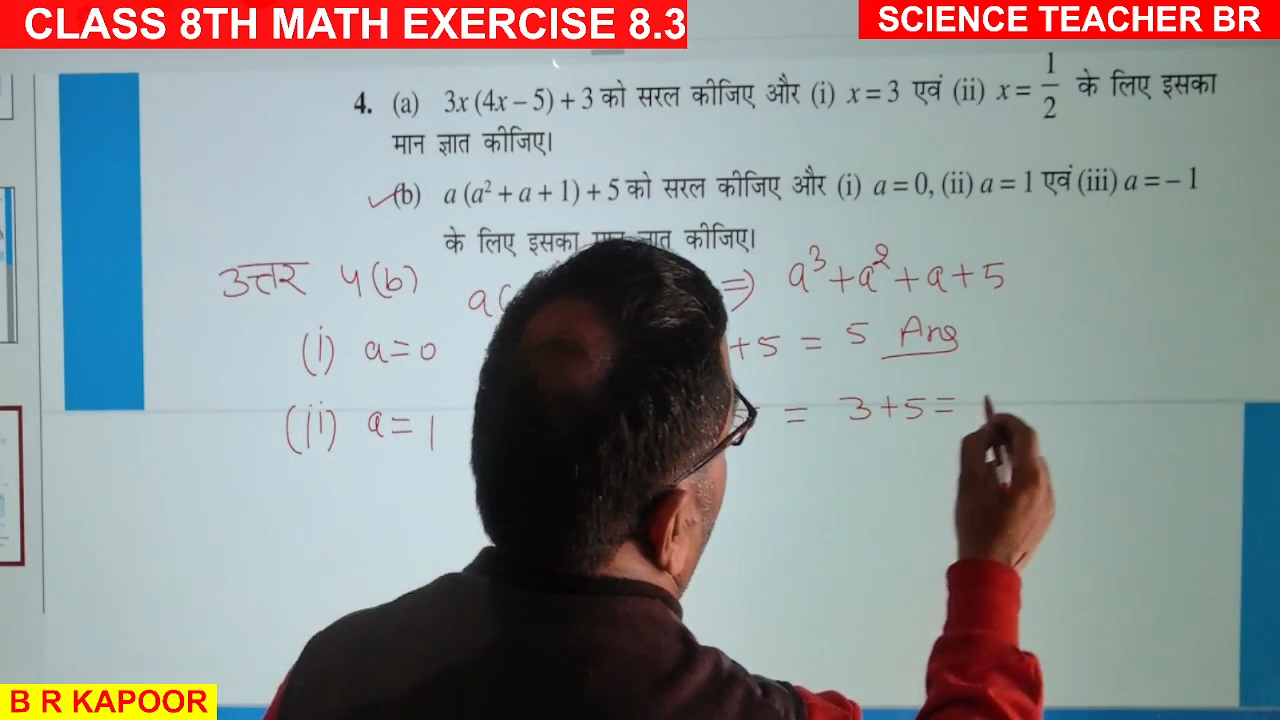 CLASS 8TH MATH EXERCISE 8.3
SCIENCE TEACHER BR
4. (a) 3x (4x – 5) + 3 को सरल कीजिए और (i) x = 3 एवं (ii) x = 1/2 के लिए इसका
मान ज्ञात कीजिए।
(b) a (a² + a + 1) + 5 को सरल कीजिए और (i) a = 0, (ii) a = 1 एवं (iii) a = – 1
के लिए इसका ज्ञात कीजिए।
उत्तर 4(b) a( ⇒ a³+a²+a+5
(i) a=0 +5 = 5 Ans
(ii) a=1 = 3+5=
B R KAPOOR